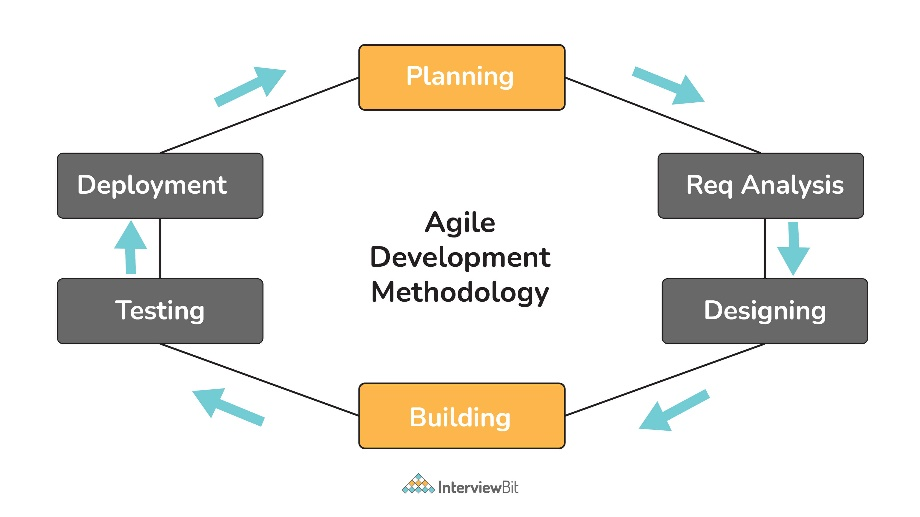 Planning
Deployment
Req Analysis
Agile
Development
Methodology
Testing
Designing
Building
InterviewBit